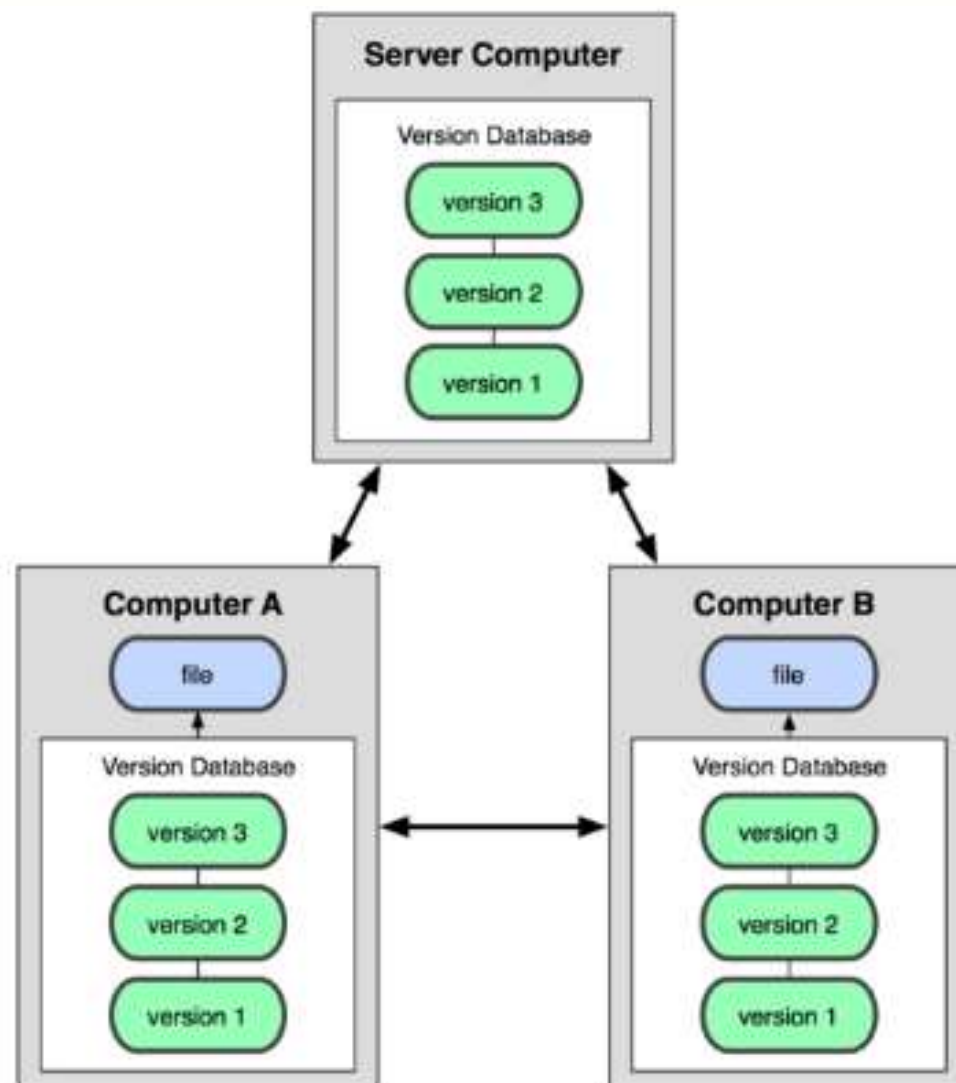 Server Computer
Version Database
version 3
version 2
version 1
Computer A
file
Version Database
version 3
version 2
version 1
Computer B
file
Version Database
version 3
version 2
version 1